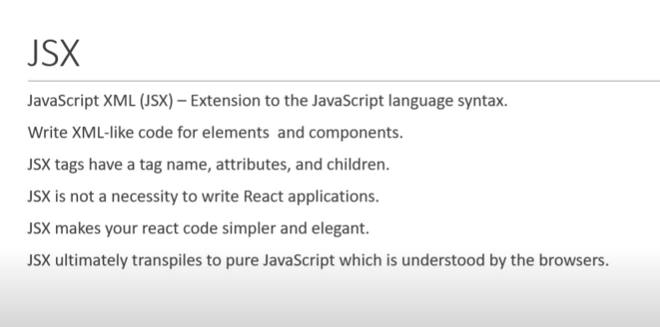 JSX
JavaScript XML (JSX) – Extension to the JavaScript language syntax.
Write XML-like code for elements and components.
JSX tags have a tag name, attributes, and children.
JSX is not a necessity to write React applications.
JSX makes your react code simpler and elegant.
JSX ultimately transpiles to pure JavaScript which is understood by the browsers.